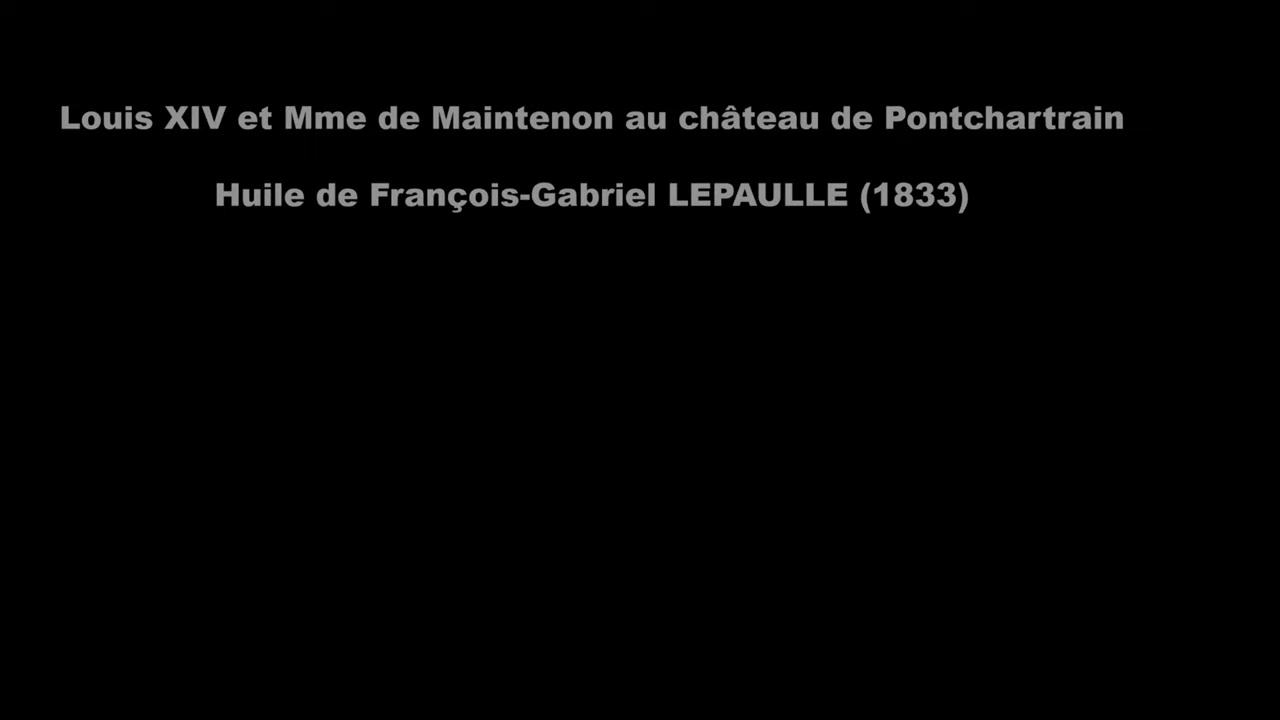 Louis XIV et Mme de Maintenon au château de Pontchartrain
Huile de François-Gabriel LEPAULLE (1833)